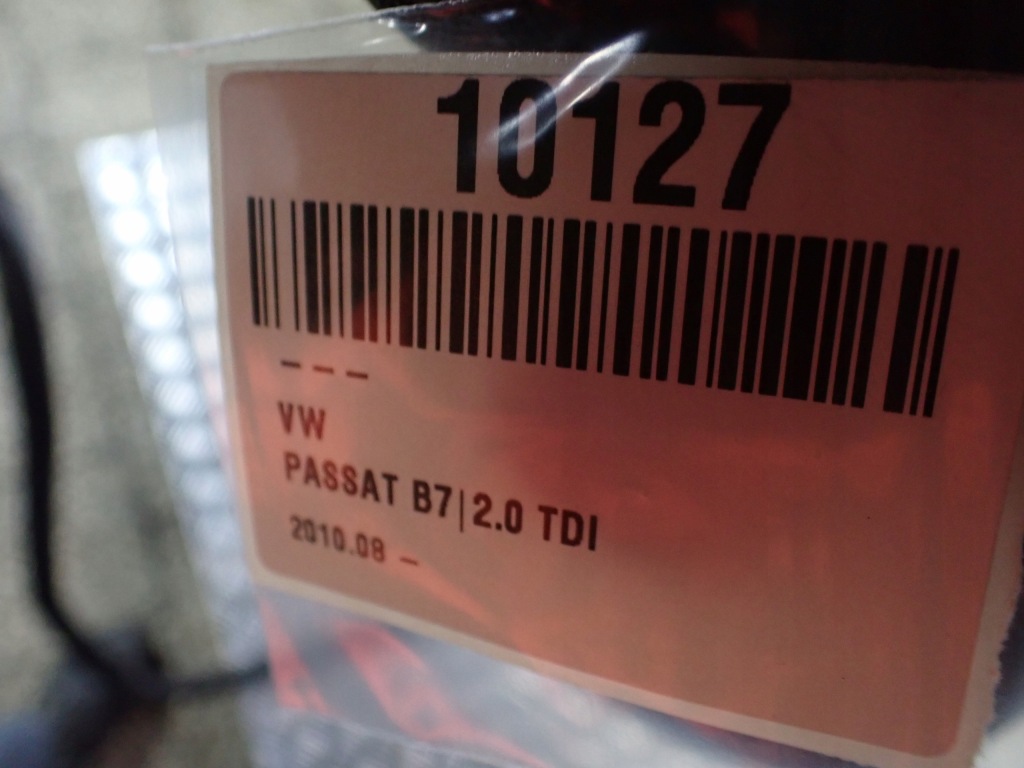 10127
---
VW
PASSAT B7|2.0 TDI
2010.08 -